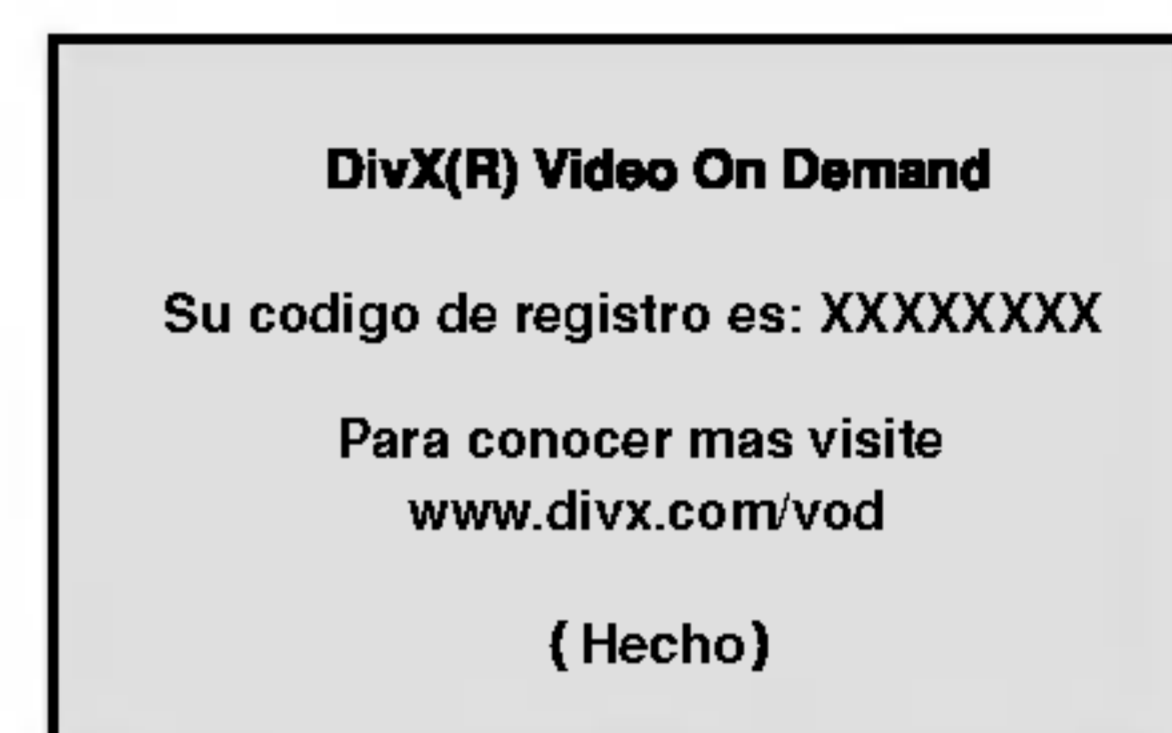 DivX(R) Video On Demand
Su codigo de registro es: XXXXXXXX
Para conocer mas visite
www.divx.com/vod
( Hecho)